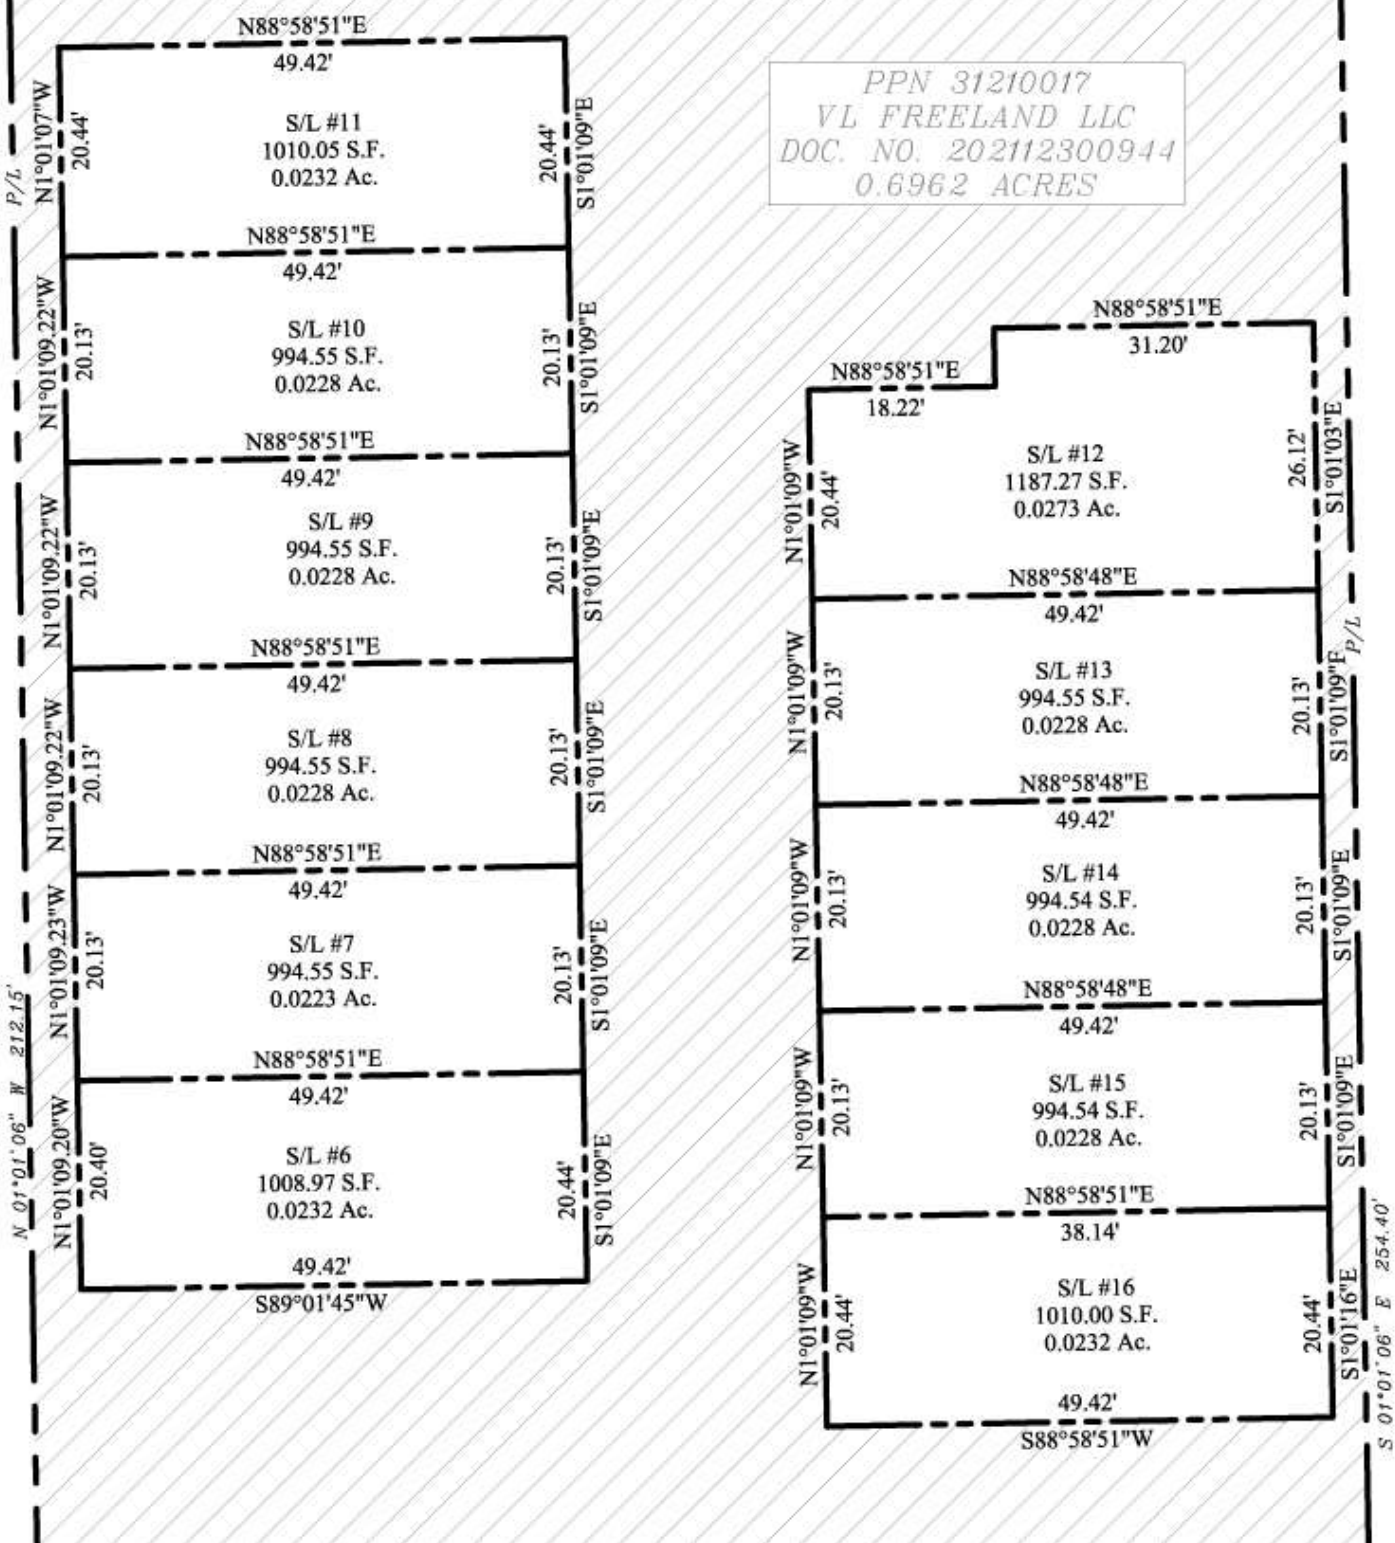 N88°58'51"E
49.42'
N1°01'07"W
20.44'
S/L #11
1010.05 S.F.
0.0232 Ac.
20.44'
S1°01'09"E
P/L
N88°58'51"E
49.42'
N1°01'09.22"W
20.13'
S/L #10
994.55 S.F.
0.0228 Ac.
20.13'
S1°01'09"E
N88°58'51"E
49.42'
N1°01'09.22"W
20.13'
S/L #9
994.55 S.F.
0.0228 Ac.
20.13'
S1°01'09"E
N88°58'51"E
49.42'
N1°01'09.22"W
20.13'
S/L #8
994.55 S.F.
0.0228 Ac.
20.13'
S1°01'09"E
N88°58'51"E
49.42'
N1°01'09.23"W
20.13'
S/L #7
994.55 S.F.
0.0223 Ac.
20.13'
S1°01'09"E
N88°58'51"E
49.42'
N1°01'09.20"W
20.40'
S/L #6
1008.97 S.F.
0.0232 Ac.
20.44'
S1°01'09"E
49.42'
S89°01'45"W
N 01°01'06" W 212.15'
PPN 31210017
VL FREELAND LLC
DOC. NO. 202112300944
0.6962 ACRES
N88°58'51"E
31.20'
N88°58'51"E
18.22'
N1°01'09"W
20.44'
S/L #12
1187.27 S.F.
0.0273 Ac.
26.12'
S1°01'03"E
N88°58'48"E
49.42'
N1°01'09"W
20.13'
S/L #13
994.55 S.F.
0.0228 Ac.
20.13'
S1°01'09"E
P/L
N88°58'48"E
49.42'
N1°01'09"W
20.13'
S/L #14
994.54 S.F.
0.0228 Ac.
20.13'
S1°01'09"E
N88°58'48"E
49.42'
N1°01'09"W
20.13'
S/L #15
994.54 S.F.
0.0228 Ac.
20.13'
S1°01'09"E
N88°58'51"E
38.14'
N1°01'09"W
20.44'
S/L #16
1010.00 S.F.
0.0232 Ac.
20.44'
S1°01'16"E
49.42'
S88°58'51"W
S 01°01'06" E 254.40'